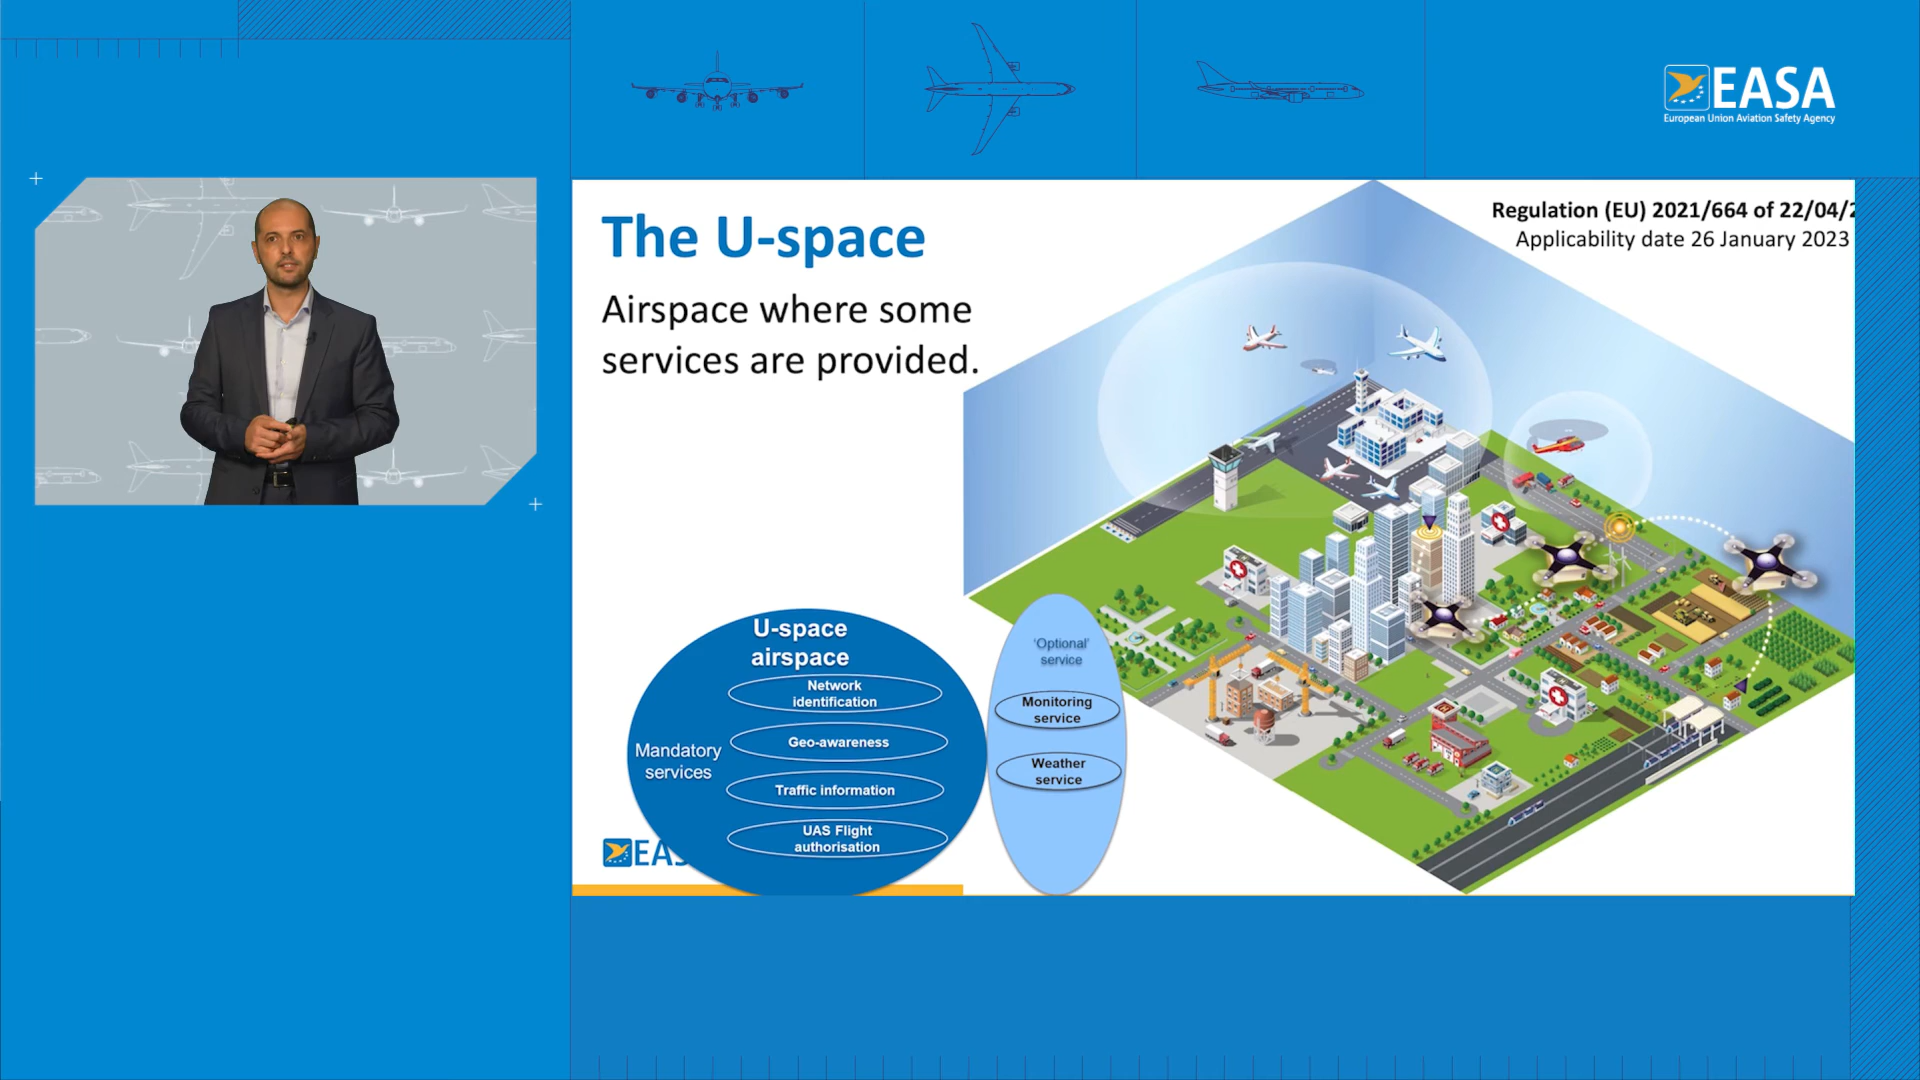 EASA
European Union Aviation Safety Agency
The U-space
Regulation (EU) 2021/664 of 22/04/2
Applicability date 26 January 2023
Airspace where some
services are provided.
U-space
airspace
Mandatory
services
Network
identification
Geo-awareness
Traffic information
UAS Flight
authorisation
'Optional'
service
Monitoring
service
Weather
service
EAS
H